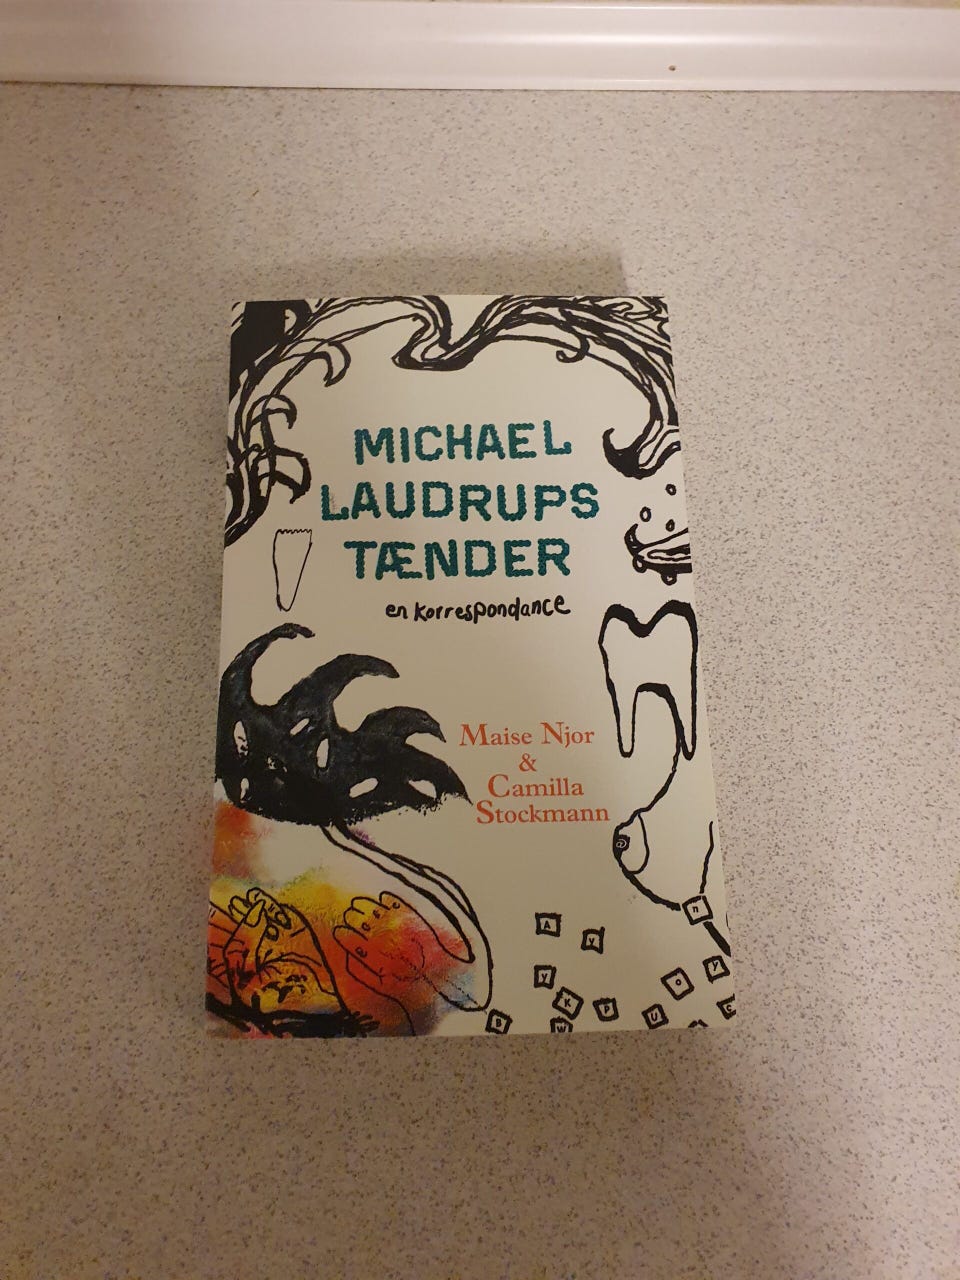 MICHAEL
LAUDRUPS
TÆNDER
en korrespondance
Maise Njor
&
Camilla
Stockmann
@
n
A
Y
O
K
P
U